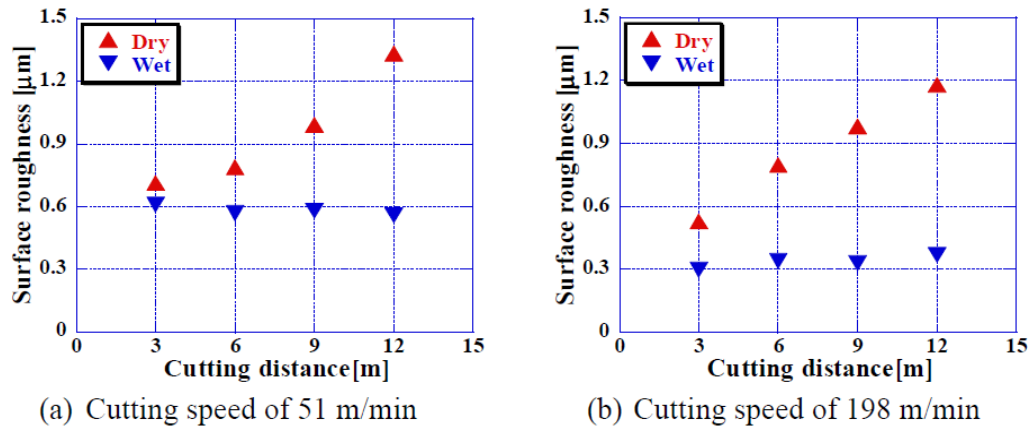 1.5
1.2
0.9
0.6
0.3
0
Surface roughness [μm]
Dry
Wet
0 3 6 9 12 15
Cutting distance[m]
(a) Cutting speed of 51 m/min
1.5
1.2
0.9
0.6
0.3
0
Surface roughness [μm]
Dry
Wet
0 3 6 9 12 15
Cutting distance[m]
(b) Cutting speed of 198 m/min